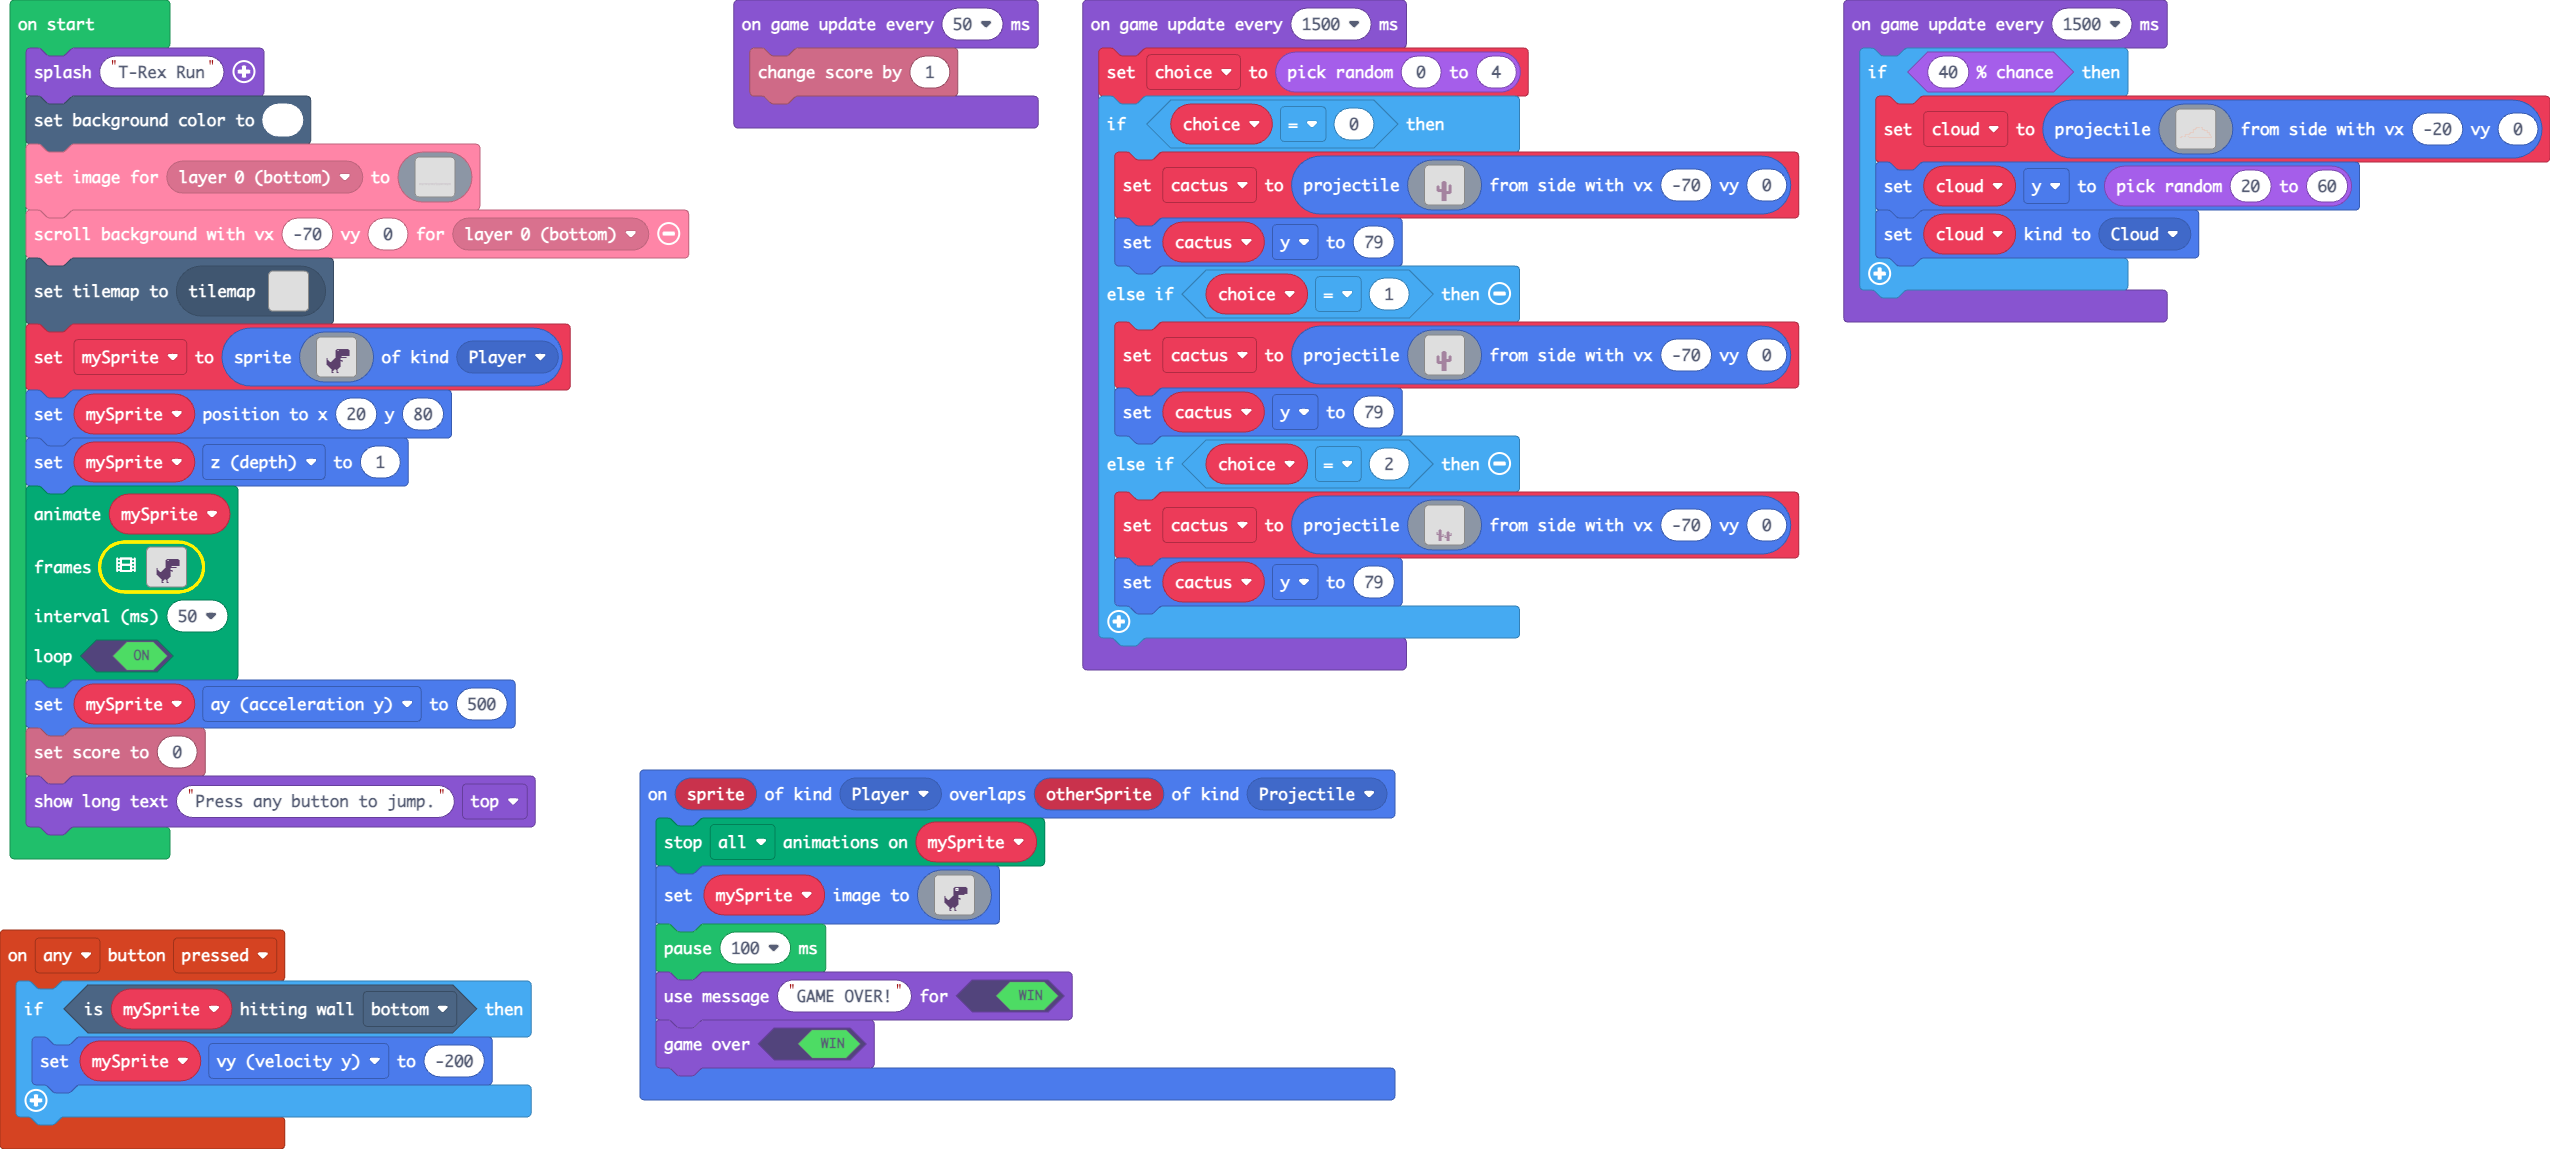 on start
splash "T-Rex Run"
set background color to
set image for layer 0 (bottom) to
scroll background with vx -70 vy 0 for layer 0 (bottom)
set tilemap to tilemap
set mySprite to sprite of kind Player
set mySprite position to x 20 y 80
set mySprite z (depth) to 1
animate mySprite
frames
interval (ms) 50
loop ON
set mySprite ay (acceleration y) to 500
set score to 0
show long text "Press any button to jump." top
on any button pressed
if is mySprite hitting wall bottom then
set mySprite vy (velocity y) to -200
on game update every 50 ms
change score by 1
on sprite of kind Player overlaps otherSprite of kind Projectile
stop all animations on mySprite
set mySprite image to
pause 100 ms
use message "GAME OVER!" for WIN
game over WIN
on game update every 1500 ms
set choice to pick random 0 to 4
if choice = 0 then
set cactus to projectile from side with vx -70 vy 0
set cactus y to 79
else if choice = 1 then
set cactus to projectile from side with vx -70 vy 0
set cactus y to 79
else if choice = 2 then
set cactus to projectile from side with vx -70 vy 0
set cactus y to 79
on game update every 1500 ms
if 40 % chance then
set cloud to projectile from side with vx -20 vy 0
set cloud y to pick random 20 to 60
set cloud kind to Cloud